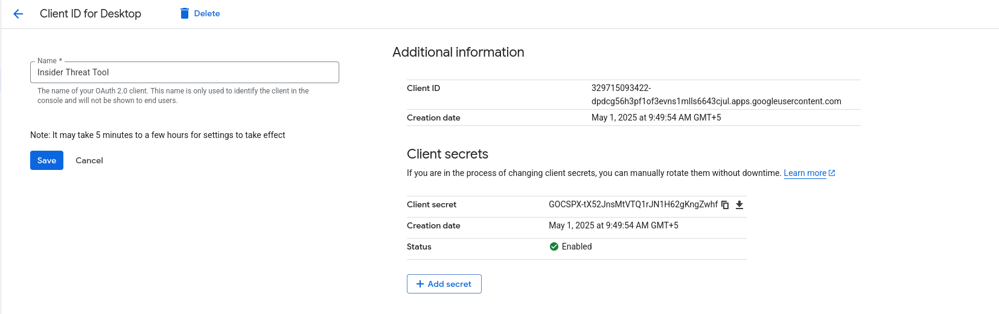 Client ID for Desktop
Delete
Name *
Insider Threat Tool
The name of your OAuth 2.0 client. This name is only used to identify the client in the
console and will not be shown to end users.
Note: It may take 5 minutes to a few hours for settings to take effect
Save Cancel
Additional information
Client ID 329715093422-
dpdcg56h3pf1of3evns1mlls6643cjul.apps.googleusercontent.com
Creation date May 1, 2025 at 9:49:54 AM GMT+5
Client secrets
If you are in the process of changing client secrets, you can manually rotate them without downtime. Learn more
Client secret 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
Creation date May 1, 2025 at 9:49:54 AM GMT+5
Status Enabled
Add secret